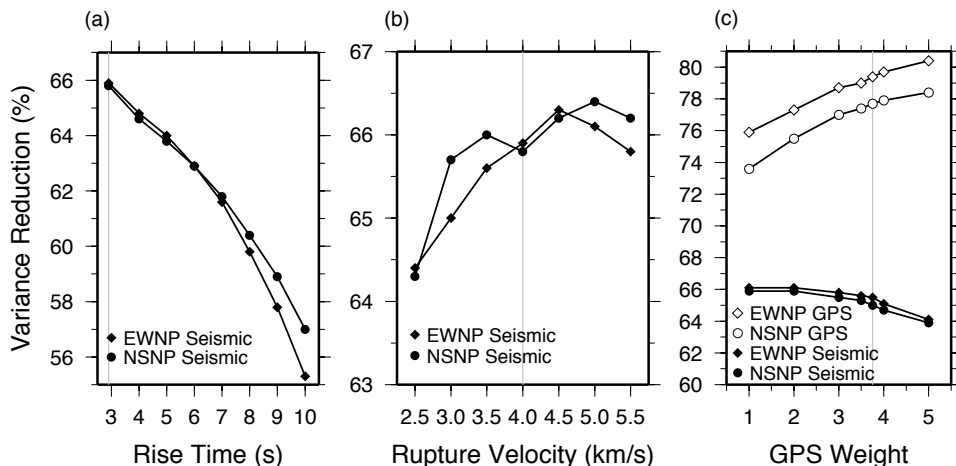 (a)
(b)
(c)
Variance Reduction (%)
66
64
62
60
58
56
EWNP Seismic
NSNP Seismic
3 4 5 6 7 8 9 10
Rise Time (s)
67
66
65
64
63
EWNP Seismic
NSNP Seismic
2.5 3.0 3.5 4.0 4.5 5.0 5.5
Rupture Velocity (km/s)
80
78
76
74
72
70
68
66
64
62
60
EWNP GPS
NSNP GPS
EWNP Seismic
NSNP Seismic
1 2 3 4 5
GPS Weight